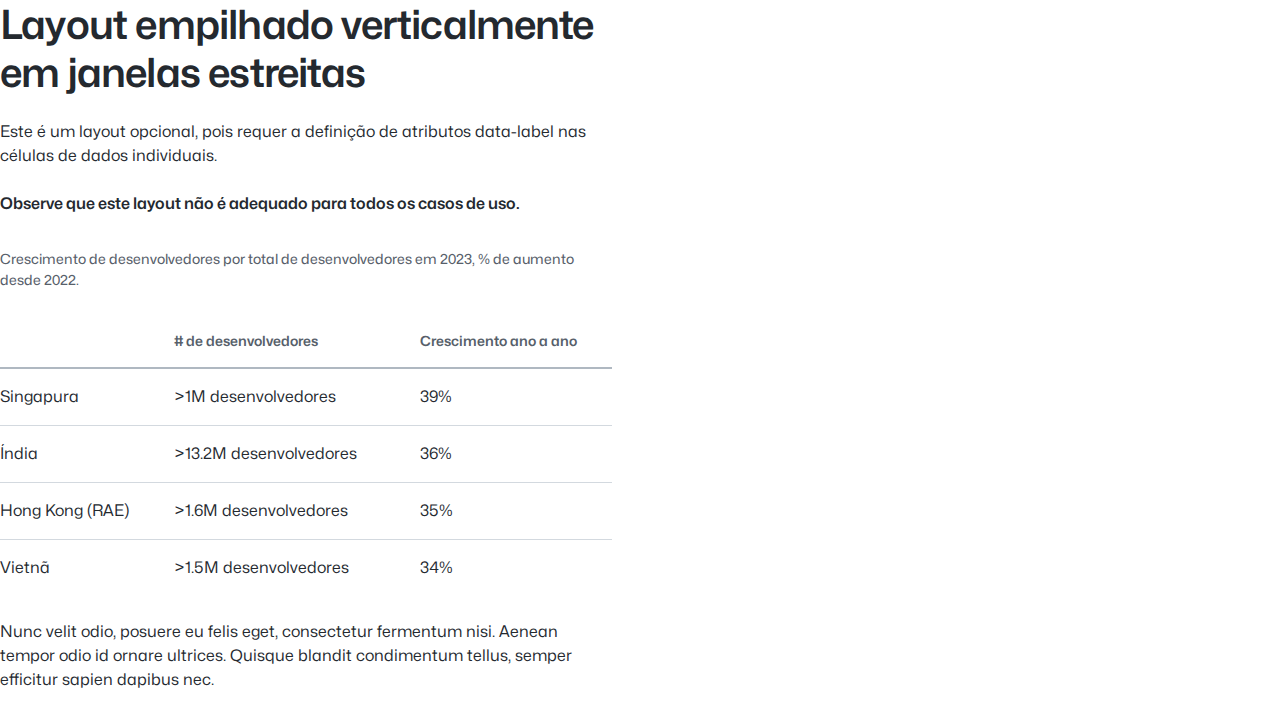 Layout empilhado verticalmente
em janelas estreitas
Este é um layout opcional, pois requer a definição de atributos data-label nas
células de dados individuais.
Observe que este layout não é adequado para todos os casos de uso.
Crescimento de desenvolvedores por total de desenvolvedores em 2023, % de aumento
desde 2022.
# de desenvolvedores Crescimento ano a ano
Singapura >1M desenvolvedores 39%
Índia >13.2M desenvolvedores 36%
Hong Kong (RAE) >1.6M desenvolvedores 35%
Vietnã >1.5M desenvolvedores 34%
Nunc velit odio, posuere eu felis eget, consectetur fermentum nisi. Aenean
tempor odio id ornare ultrices. Quisque blandit condimentum tellus, semper
efficitur sapien dapibus nec.